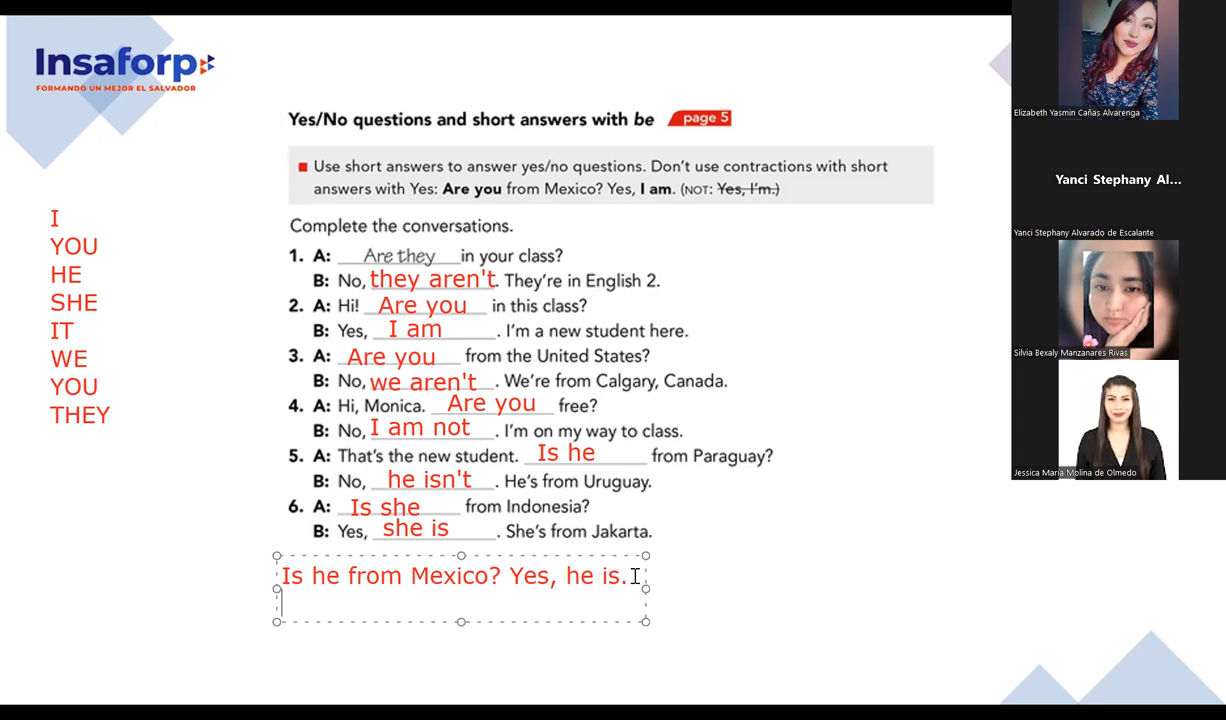 Insaforp
FORMANDO UN MEJOR EL SALVADOR
Yes/No questions and short answers with be page 5
Use short answers to answer yes/no questions. Don't use contractions with short
answers with Yes: Are you from Mexico? Yes, I am. (NOT: Yes, I'm.)
Complete the conversations.
1. A: Are they in your class?
B: No, they aren't. They're in English 2.
2. A: Hi! Are you in this class?
B: Yes, I am. I'm a new student here.
3. A: Are you from the United States?
B: No, we aren't. We're from Calgary, Canada.
4. A: Hi, Monica. Are you free?
B: No, I am not. I'm on my way to class.
5. A: That's the new student. Is he from Paraguay?
B: No, he isn't. He's from Uruguay.
6. A: Is she from Indonesia?
B: Yes, she is. She's from Jakarta.
Is he from Mexico? Yes, he is.
I
YOU
HE
SHE
IT
WE
YOU
THEY
Elizabeth Yasmin Cañas Alvarenga
Yanci Stephany Al...
Yanci Stephany Alvarado de Escalante
Silvia Bexaly Manzanares Rivas
Jessica Maria Molina de Olmedo